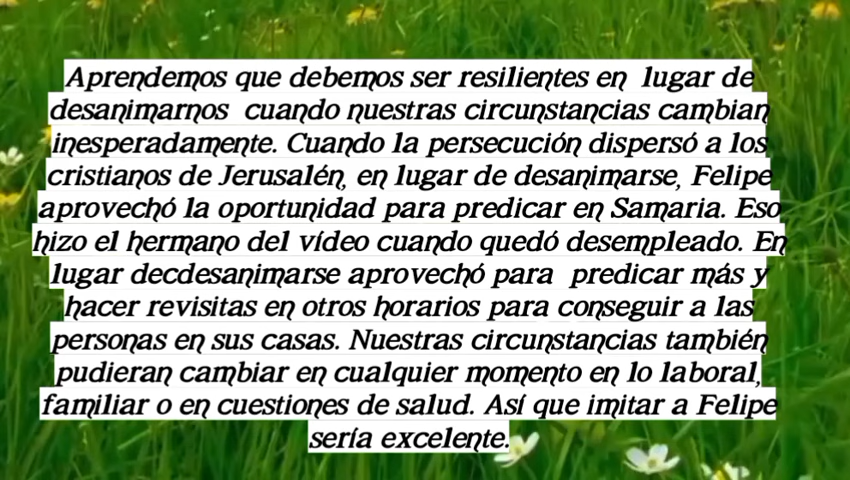 Aprendemos que debemos ser resilientes en lugar de
desanimarnos cuando nuestras circunstancias cambian
inesperadamente. Cuando la persecución dispersó a los
cristianos de Jerusalén, en lugar de desanimarse, Felipe
aprovechó la oportunidad para predicar en Samaria. Eso
hizo el hermano del vídeo cuando quedó desempleado. En
lugar decdesanimarse aprovechó para predicar más y
hacer revisitas en otros horarios para conseguir a las
personas en sus casas. Nuestras circunstancias también
pudieran cambiar en cualquier momento en lo laboral,
familiar o en cuestiones de salud. Así que imitar a Felipe
sería excelente.